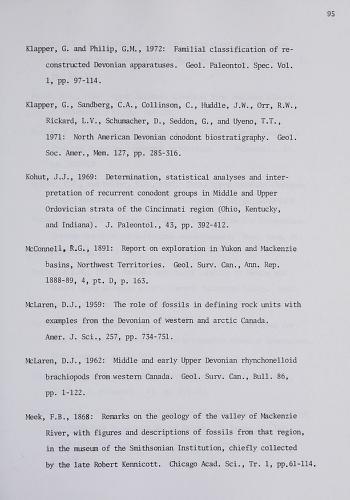 95
Klapper, G. and Philip, G.M., 1972: Familial classification of re-
constructed Devonian apparatuses. Geol. Paleontol. Spec. Vol.
1, pp. 97-114.
Klapper, G., Sandberg, C.A., Collinson, C., Huddle, J.W., Orr, R.W.,
Rickard, L.V., Schumacher, D., Seddon, G., and Uyeno, T.T.,
1971: North American Devonian conodont biostratigraphy. Geol.
Soc. Amer., Mem. 127, pp. 285-316.
Kohut, J.J., 1969: Determination, statistical analyses and inter-
pretation of recurrent conodont groups in Middle and Upper
Ordovician strata of the Cincinnati region (Ohio, Kentucky,
and Indiana). J. Paleontol., 43, pp. 392-412.
McConnell, R.G., 1891: Report on exploration in Yukon and Mackenzie
basins, Northwest Territories. Geol. Surv. Can., Ann. Rep.
1888-89, 4, pt. D, p. 163.
McLaren, D.J., 1959: The role of fossils in defining rock units with
examples from the Devonian of western and arctic Canada.
Amer. J. Sci., 257, pp. 734-751.
McLaren, D.J., 1962: Middle and early Upper Devonian rhynchonelloid
brachiopods from western Canada. Geol. Surv. Can., Bull. 86,
pp. 1-122.
Meek, F.B., 1868: Remarks on the geology of the valley of Mackenzie
River, with figures and descriptions of fossils from that region,
in the museum of the Smithsonian Institution, chiefly collected
by the late Robert Kennicott. Chicago Acad. Sci., Tr. 1, pp.61-114.